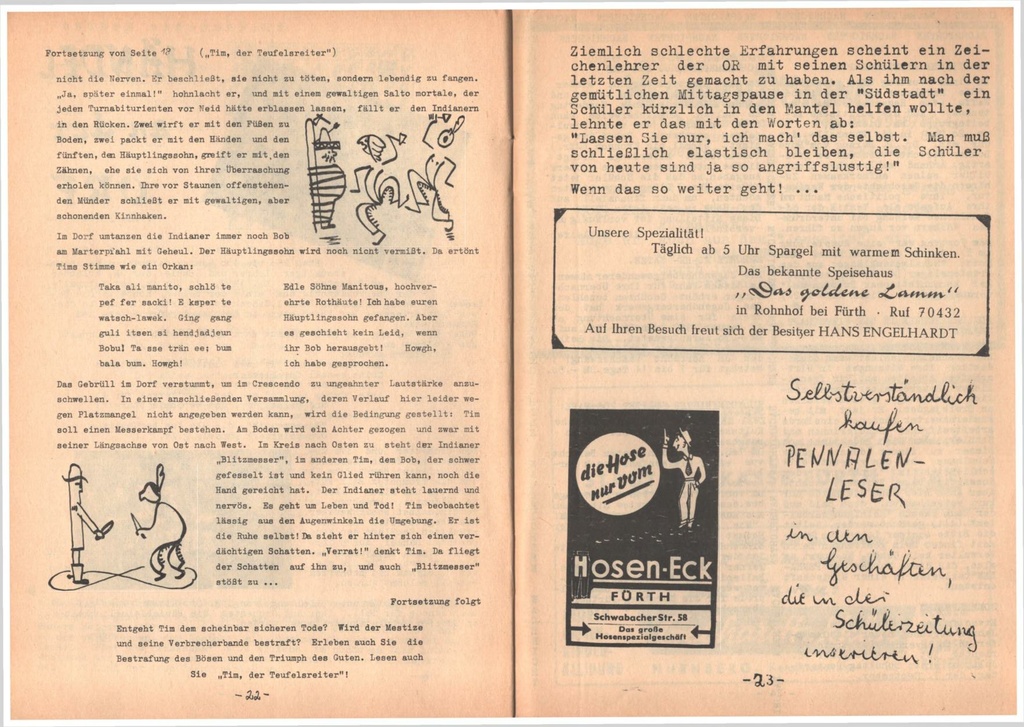 Fortsetzung von Seite 19 („Tim, der Teufelsreiter")
nicht die Nerven. Er beschließt, sie nicht zu töten, sondern lebendig zu fangen.
„Ja, später einmal!" hohnlacht er, und mit einem gewaltigen Salto mortale, der
jeden Turnabiturienten vor Neid hätte erblassen lassen, fällt er den Indianern
in den Rücken. Zwei wirft er mit den Füßen zu
Boden, zwei packt er mit den Händen und den
fünften, den Häuptlingssohn, greift er mit den
Zähnen, ehe sie sich von ihrer Überraschung
erholen können. Ihre vor Staunen offenstehen-
den Münder schließt er mit gewaltigen, aber
schonenden Kinnhaken.
Im Dorf umtanzen die Indianer immer noch Bob
am Marterpfahl mit Geheul. Der Häuptlingssohn wird noch nicht vermißt. Da ertönt
Tims Stimme wie ein Orkan:
Taka ali manito, schlö te
pef fer sacki! E ksper te
watsch-lawek. Ging gang
guli itsen si hendjadjeun
Bobu! Ta sse trän ee; bum
bala bum. Howgh!
Edle Söhne Manitous, hochver-
ehrte Rothäute! Ich habe euren
Häuptlingssohn gefangen. Aber
es geschieht kein Leid, wenn
ihr Bob herausgebt! Howgh,
ich habe gesprochen.
Das Gebrüll im Dorf verstummt, um im Crescendo zu ungeahnter Lautstärke anzu-
schwellen. In einer anschließenden Versammlung, deren Verlauf hier leider we-
gen Platzmangel nicht angegeben werden kann, wird die Bedingung gestellt: Tim
soll einen Messerkampf bestehen. Am Boden wird ein Achter gezogen und zwar mit
seiner Längsachse von Ost nach West. Im Kreis nach Osten zu steht der Indianer
„Blitzmesser", im anderen Tim, dem Bob, der schwer
gefesselt ist und kein Glied rühren kann, noch die
Hand gereicht hat. Der Indianer steht lauernd und
nervös. Es geht um Leben und Tod! Tim beobachtet
lässig aus den Augenwinkeln die Umgebung. Er ist
die Ruhe selbst! Da sieht er hinter sich einen ver-
dächtigen Schatten. „Verrat!" denkt Tim. Da fliegt
der Schatten auf ihn zu, und auch „Blitzmesser"
stößt zu ...
Fortsetzung folgt
Entgeht Tim dem scheinbar sicheren Tode? Wird der Mestize
und seine Verbrecherbande bestraft? Erleben auch Sie die
Bestrafung des Bösen und den Triumph des Guten. Lesen auch
Sie „Tim, der Teufelsreiter"!
-22-
Ziemlich schlechte Erfahrungen scheint ein Zei-
chenlehrer der OR mit seinen Schülern in der
letzten Zeit gemacht zu haben. Als ihm nach der
gemütlichen Mittagspause in der "Südstadt" ein
Schüler kürzlich in den Mantel helfen wollte,
lehnte er das mit den Worten ab:
"Lassen Sie nur, ich mach' das selbst. Man muß
schließlich elastisch bleiben, die Schüler
von heute sind ja so angriffslustig!"
Wenn das so weiter geht! ...
Unsere Spezialität!
Täglich ab 5 Uhr Spargel mit warmem Schinken.
Das bekannte Speisehaus
„Das goldene Lamm"
in Rohnhof bei Fürth · Ruf 70432
Auf Ihren Besuch freut sich der Besitzer HANS ENGELHARDT
die Hose
nur vom
Hosen-Eck
FÜRTH
Schwabacher Str. 58
Das große
Hosenspezialgeschäft
Selbstverständlich
kaufen
PENNALEN-
LESER
in den
Geschäften,
die in der
Schülerzeitung
inserieren!
-23-